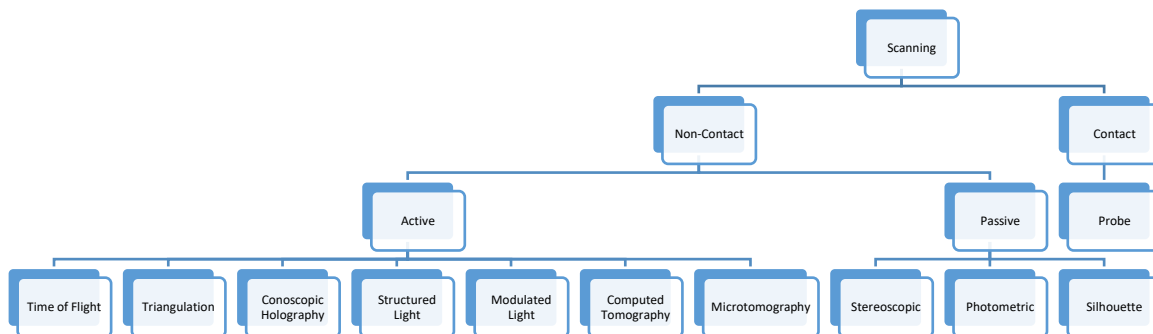 Scanning
Non-Contact
Contact
Active
Passive
Probe
Time of Flight
Triangulation
Conoscopic
Holography
Structured
Light
Modulated
Light
Computed
Tomography
Microtomography
Stereoscopic
Photometric
Silhouette